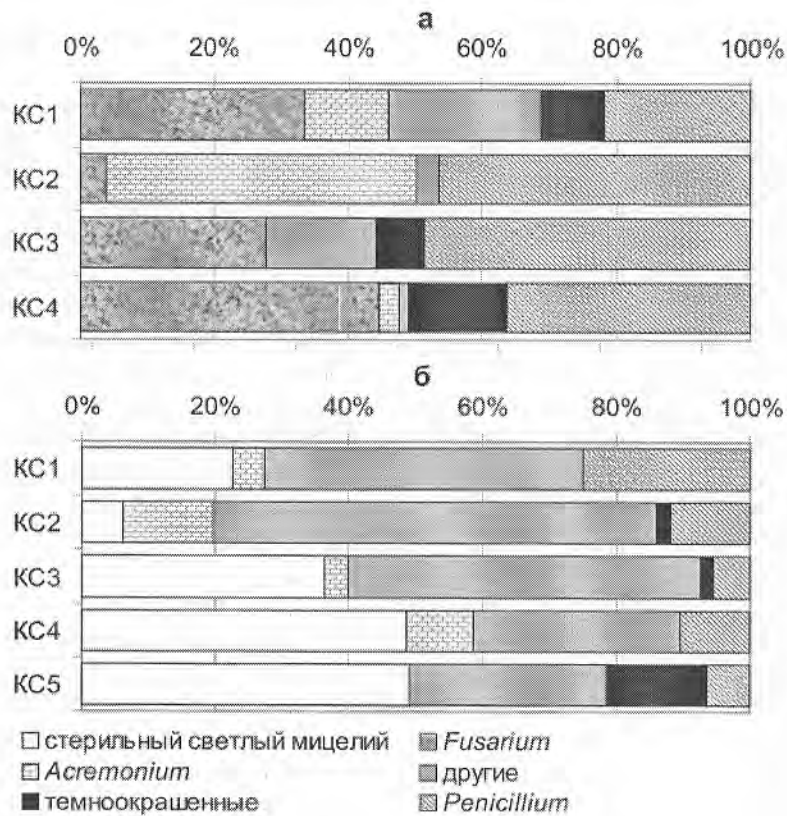 а
0% 20% 40% 60% 80% 100%
КС1
КС2
КС3
КС4
б
0% 20% 40% 60% 80% 100%
КС1
КС2
КС3
КС4
КС5
стерильный светлый мицелий Fusarium
Acremonium другие
темноокрашенные Penicillium